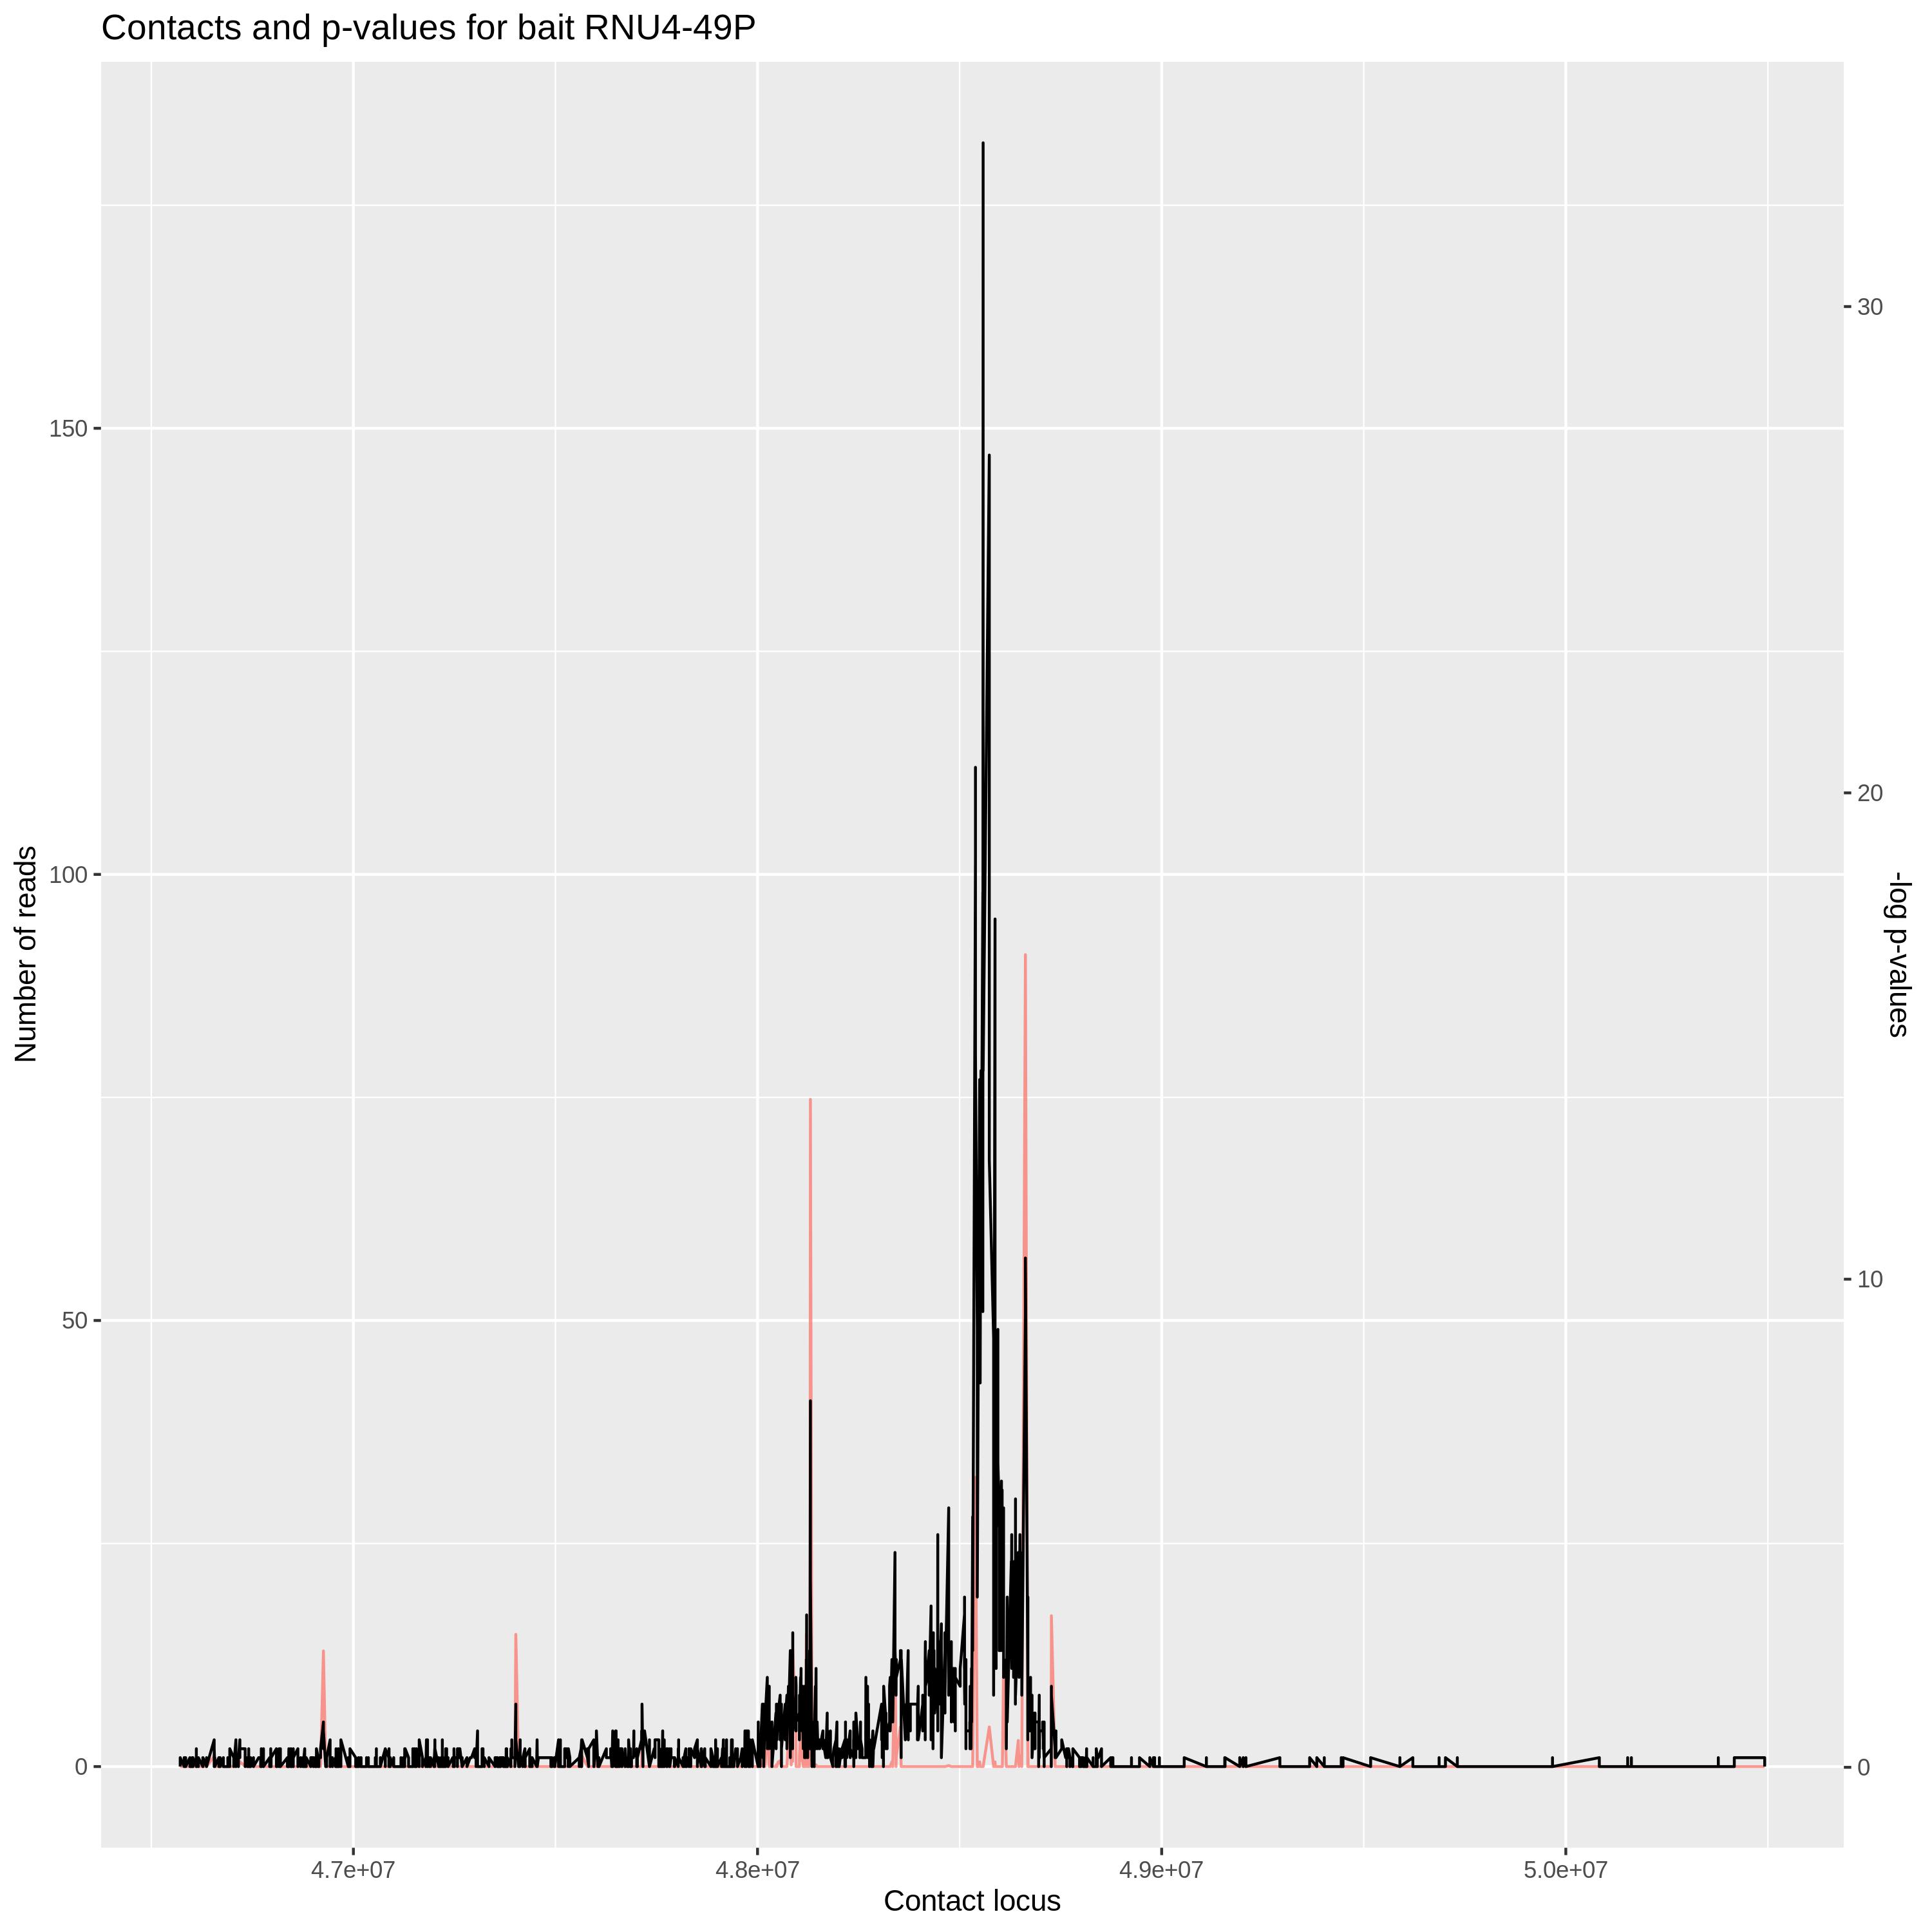 Contacts and p-values for bait RNU4-49P
Number of reads
150
100
50
0
30
20
10
0
-log p-values
4.7e+07
4.8e+07
4.9e+07
5.0e+07
Contact locus